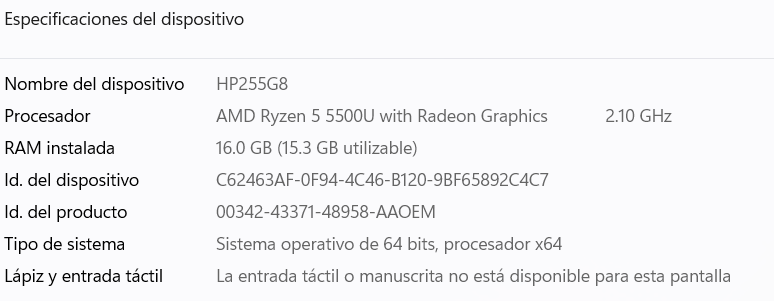 Especificaciones del dispositivo
Nombre del dispositivo HP255G8
Procesador AMD Ryzen 5 5500U with Radeon Graphics 2.10 GHz
RAM instalada 16.0 GB (15.3 GB utilizable)
Id. del dispositivo C62463AF-0F94-4C46-B120-9BF65892C4C7
Id. del producto 00342-43371-48958-AAOEM
Tipo de sistema Sistema operativo de 64 bits, procesador x64
Lápiz y entrada táctil La entrada táctil o manuscrita no está disponible para esta pantalla